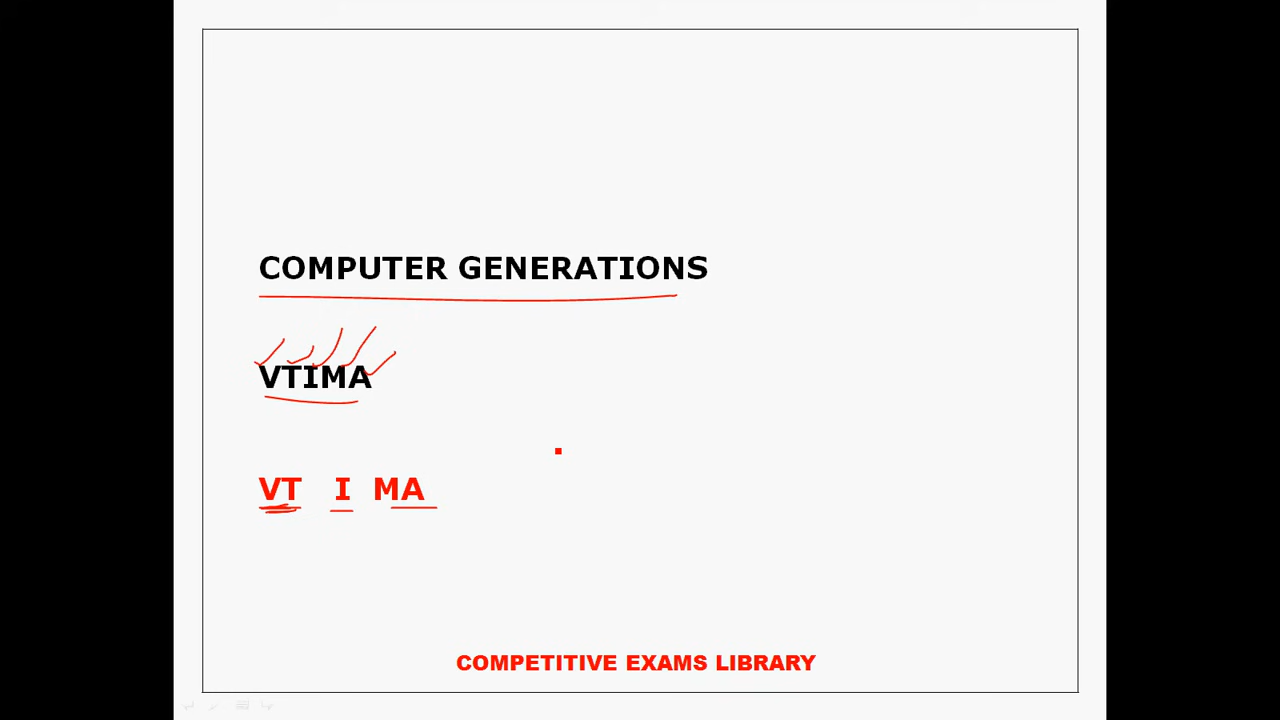 COMPUTER GENERATIONS
VTIMA
VT I MA
COMPETITIVE EXAMS LIBRARY